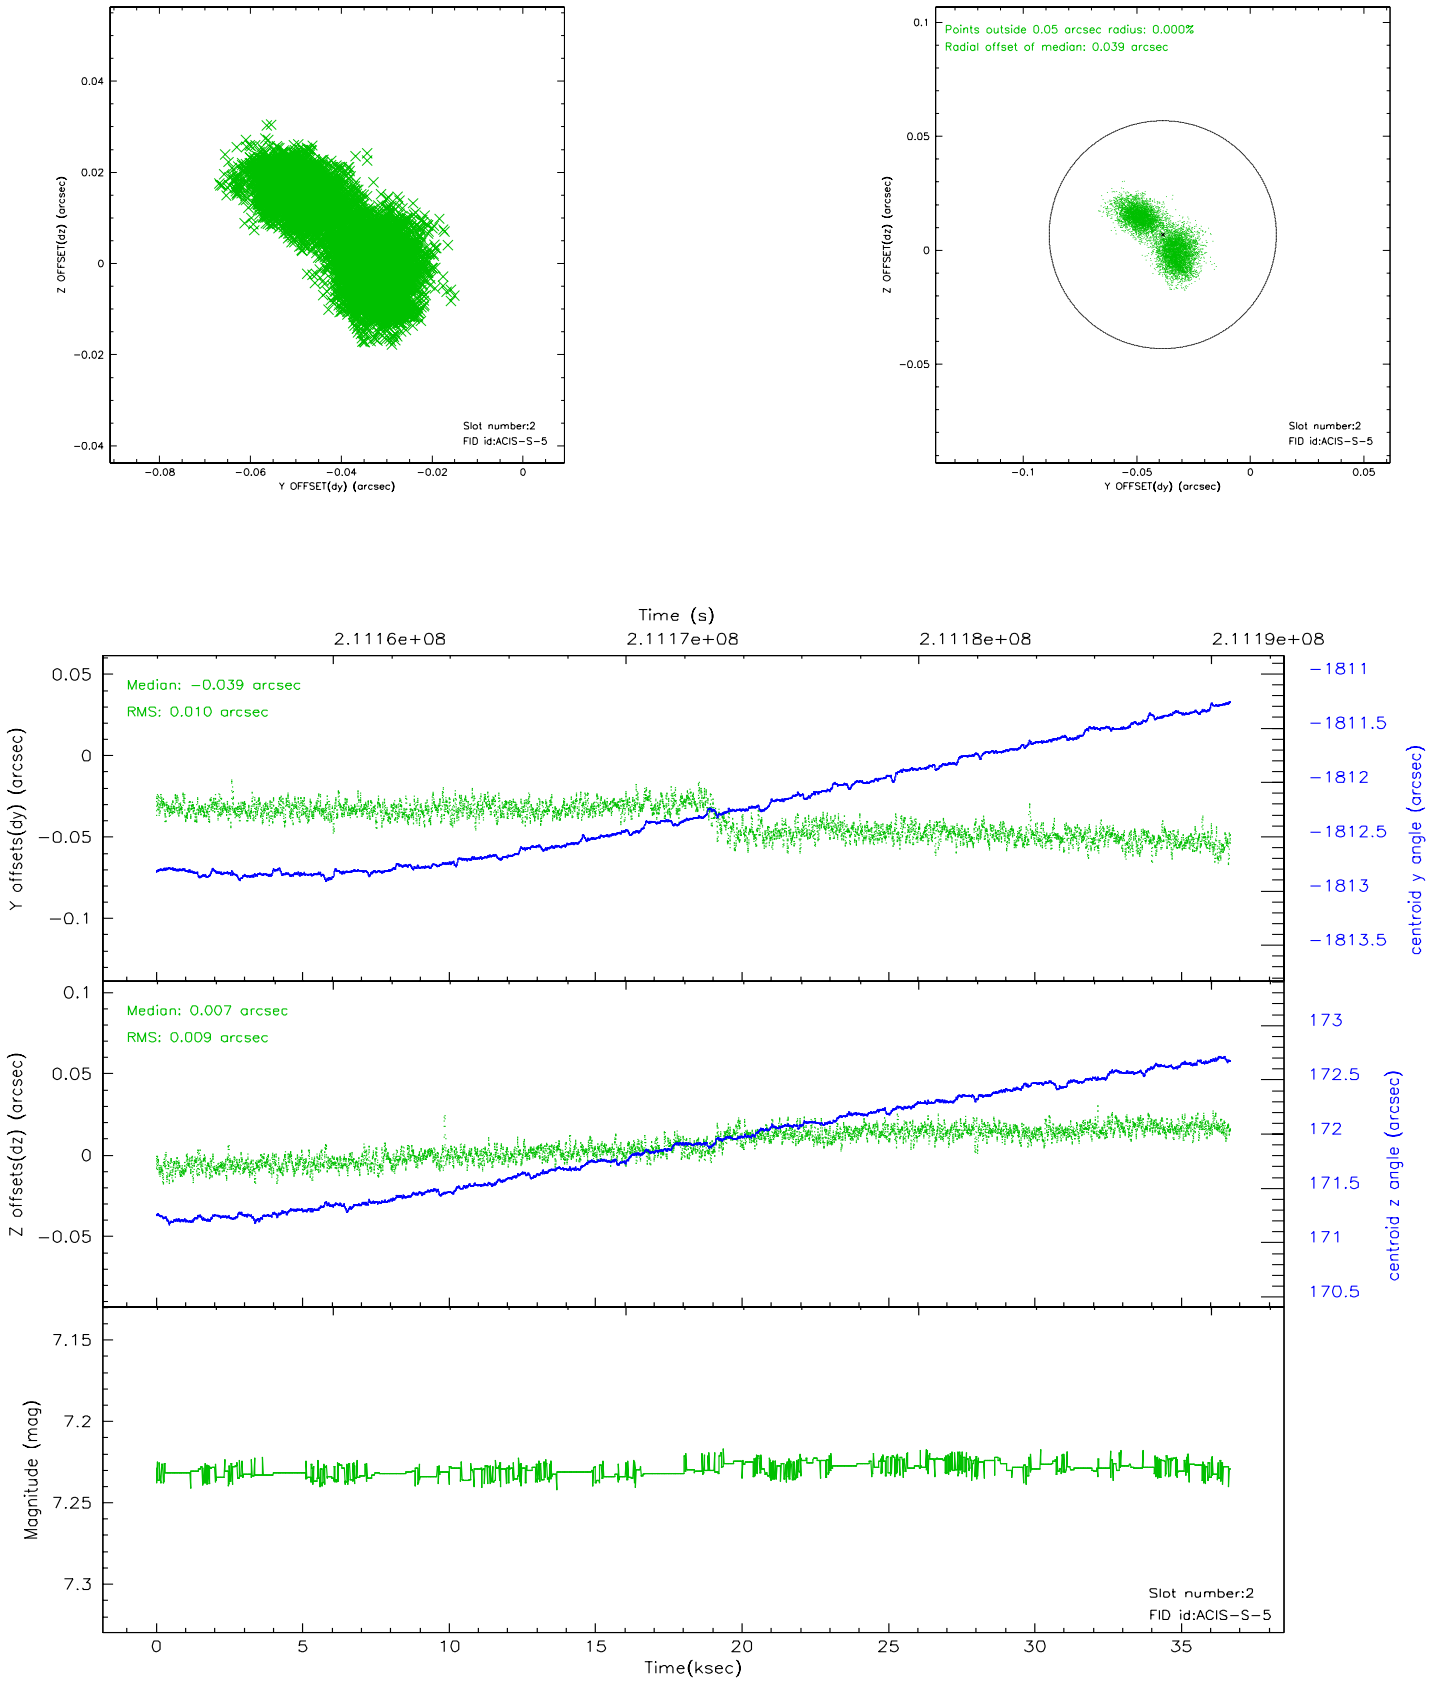 0.04
0.02
0
−0.02
−0.04
Z OFFSET(dz) (arcsec)
Slot number:2
FID id:ACIS−S−5
−0.08
−0.06
−0.04
−0.02
0
Y OFFSET(dy) (arcsec)
Points outside 0.05 arcsec radius: 0.000%
Radial offset of median: 0.039 arcsec
0.1
0.05
0
−0.05
Z OFFSET(dz) (arcsec)
Slot number:2
FID id:ACIS−S−5
−0.1
−0.05
0
0.05
Y OFFSET(dy) (arcsec)
Time (s)
2.1116e+08
2.1117e+08
2.1118e+08
2.1119e+08
Median: −0.039 arcsec
RMS: 0.010 arcsec
0.05
0
−0.05
−0.1
Y offsets(dy) (arcsec)
−1811
−1811.5
−1812
−1812.5
−1813
−1813.5
centroid y angle (arcsec)
Median: 0.007 arcsec
RMS: 0.009 arcsec
0.1
0.05
0
−0.05
Z offsets(dz) (arcsec)
173
172.5
172
171.5
171
170.5
centroid z angle (arcsec)
7.15
7.2
7.25
7.3
Magnitude (mag)
Slot number:2
FID id:ACIS−S−5
0
5
10
15
20
25
30
35
Time(ksec)